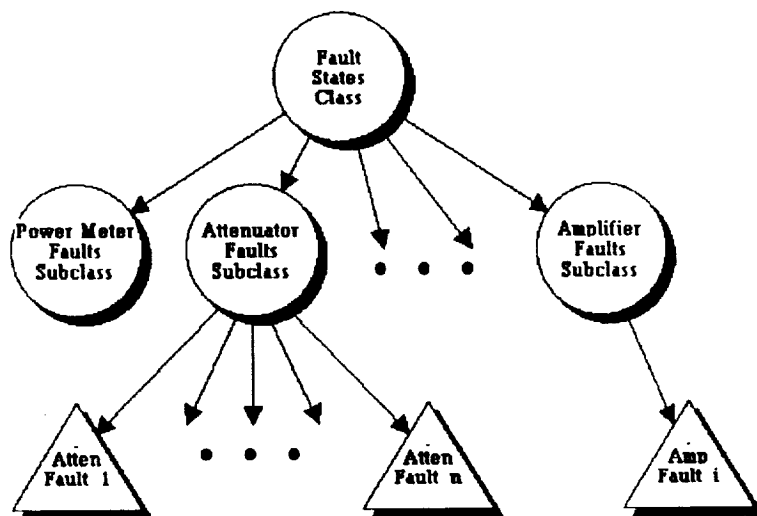 Fault
States
Class
Power Meter
Faults
Subclass
Attenuator
Faults
Subclass
Amplifier
Faults
Subclass
Atten
Fault 1
Atten
Fault n
Amp
Fault i